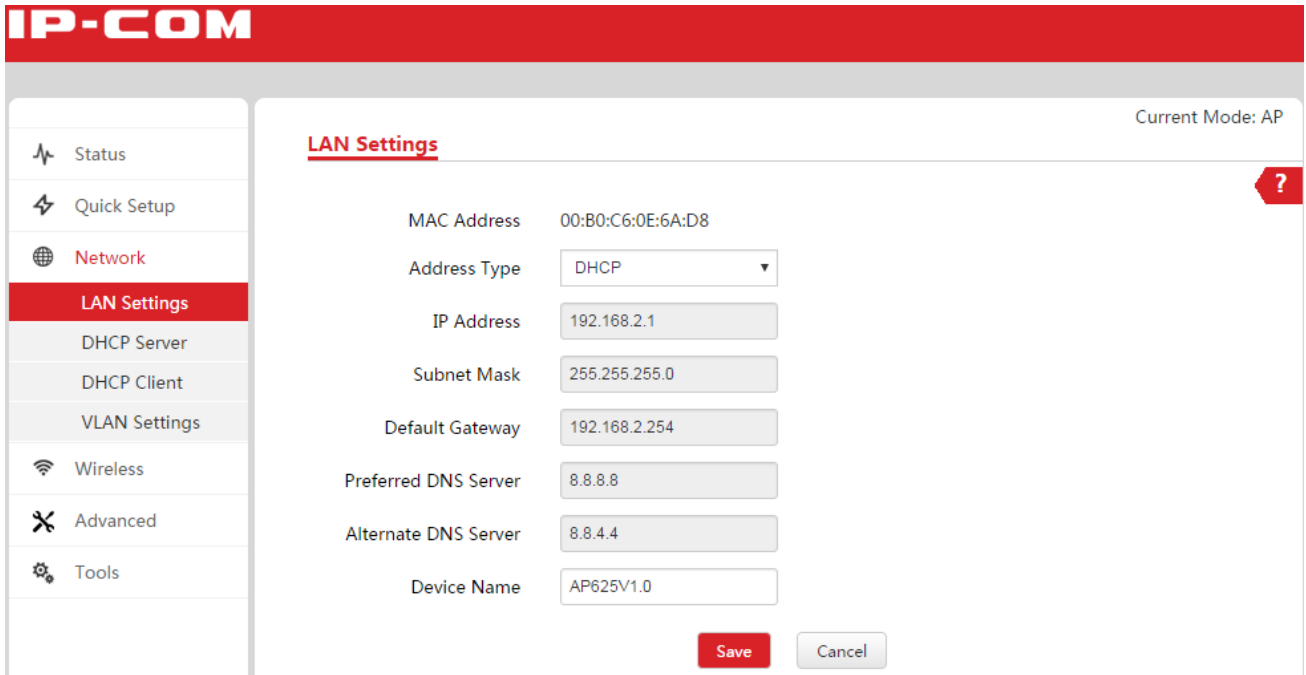 IP-COM
Current Mode: AP
Status
Quick Setup
Network
LAN Settings
DHCP Server
DHCP Client
VLAN Settings
Wireless
Advanced
Tools
LAN Settings
?
MAC Address 00:B0:C6:0E:6A:D8
Address Type DHCP
IP Address 192.168.2.1
Subnet Mask 255.255.255.0
Default Gateway 192.168.2.254
Preferred DNS Server 8.8.8.8
Alternate DNS Server 8.8.4.4
Device Name AP625V1.0
Save Cancel